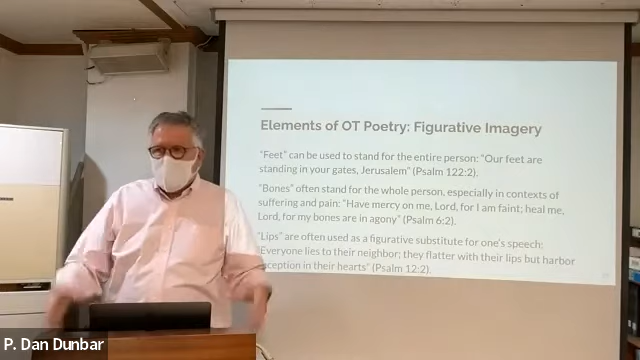 Elements of OT Poetry: Figurative Imagery
"Feet" can be used to stand for the entire person: "Our feet are
standing in your gates, Jerusalem" (Psalm 122:2).
"Bones" often stand for the whole person, especially in contexts of
suffering and pain: "Have mercy on me, Lord, for I am faint; heal me,
Lord, for my bones are in agony" (Psalm 6:2).
"Lips" are often used as a figurative substitute for one's speech:
"Everyone lies to their neighbor; they flatter with their lips but harbor
deception in their hearts" (Psalm 12:2).
P. Dan Dunbar